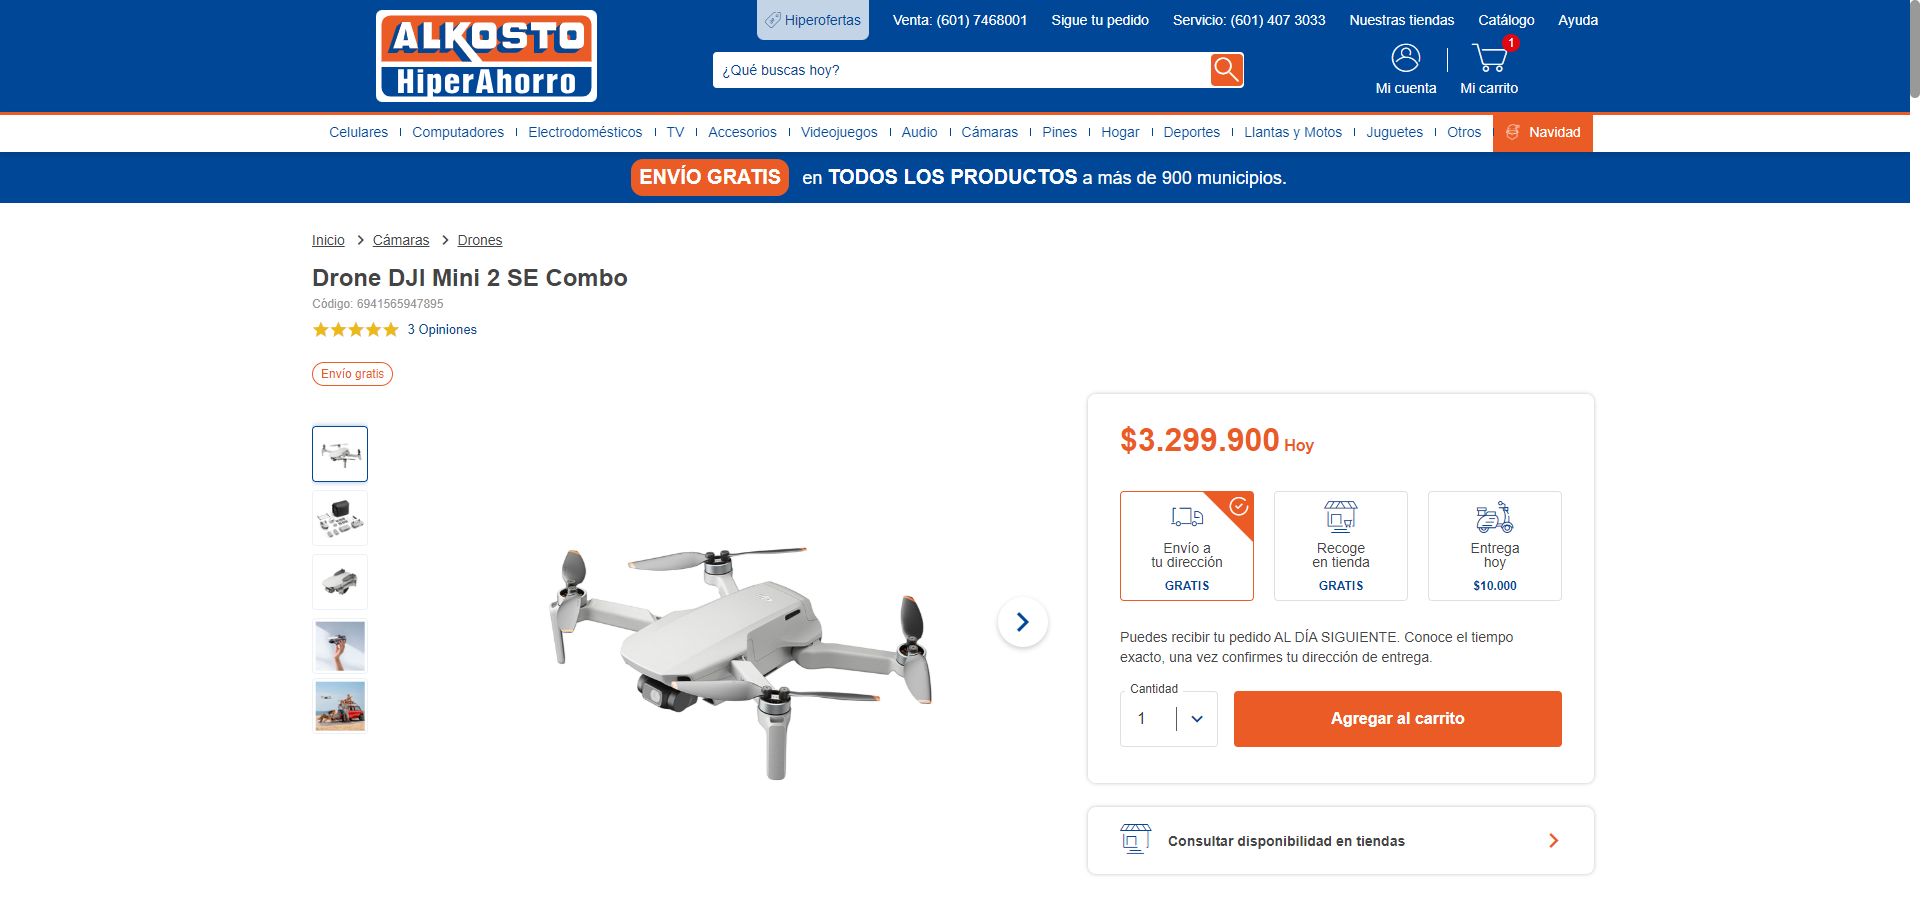 ALKOSTO
HiperAhorro
Hiperofertas
Venta: (601) 7468001
Sigue tu pedido
Servicio: (601) 407 3033
Nuestras tiendas
Catálogo
Ayuda
¿Qué buscas hoy?
Mi cuenta
1
Mi carrito
Celulares
Computadores
Electrodomésticos
TV
Accesorios
Videojuegos
Audio
Cámaras
Pines
Hogar
Deportes
Llantas y Motos
Juguetes
Otros
Navidad
ENVÍO GRATIS en TODOS LOS PRODUCTOS a más de 900 municipios.
Inicio
Cámaras
Drones
Drone DJI Mini 2 SE Combo
Código: 6941565947895
3 Opiniones
Envío gratis
$3.299.900 Hoy
Envío a
tu dirección
GRATIS
Recoge
en tienda
GRATIS
Entrega
hoy
$10.000
Puedes recibir tu pedido AL DÍA SIGUIENTE. Conoce el tiempo
exacto, una vez confirmes tu dirección de entrega.
Cantidad
1
Agregar al carrito
Consultar disponibilidad en tiendas